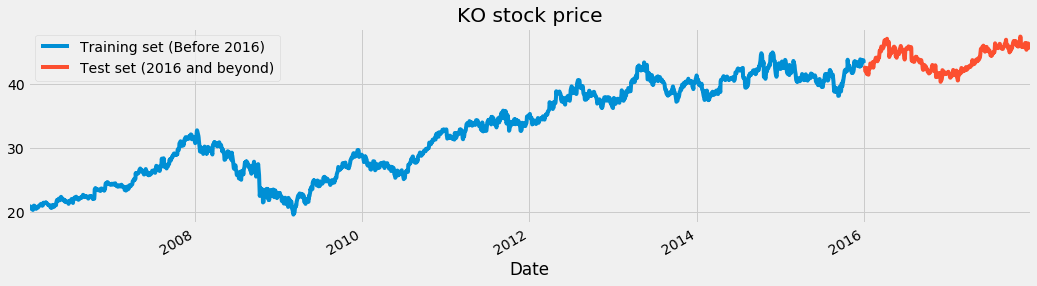 KO stock price
Training set (Before 2016)
Test set (2016 and beyond)
40
30
20
2008
2010
2012
2014
2016
Date